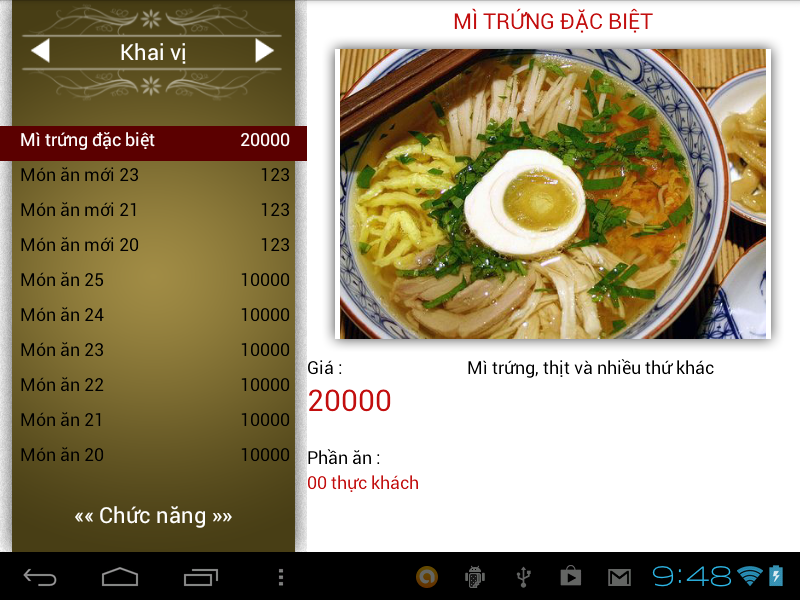 Khai vị
Mì trứng đặc biệt 20000
Món ăn mới 23 123
Món ăn mới 21 123
Món ăn mới 20 123
Món ăn 25 10000
Món ăn 24 10000
Món ăn 23 10000
Món ăn 22 10000
Món ăn 21 10000
Món ăn 20 10000
«« Chức năng »»
MÌ TRỨNG ĐẶC BIỆT
Giá :
20000
Mì trứng, thịt và nhiều thứ khác
Phần ăn :
00 thực khách
9:48